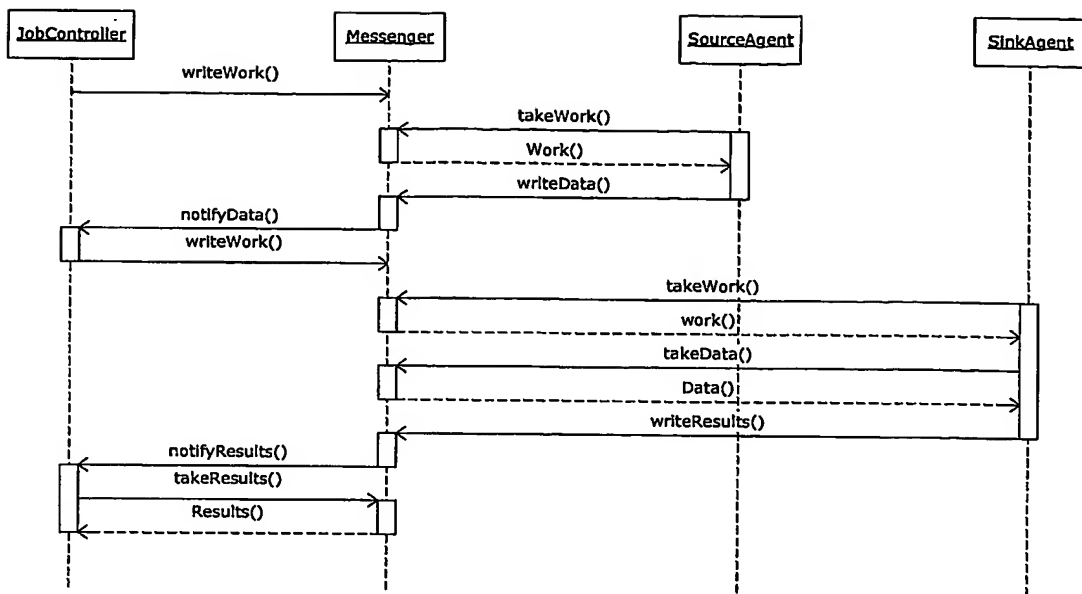 JobController
Messenger
SourceAgent
SinkAgent
writeWork()
takeWork()
Work()
writeData()
notifyData()
writeWork()
takeWork()
work()
takeData()
Data()
writeResults()
notifyResults()
takeResults()
Results()